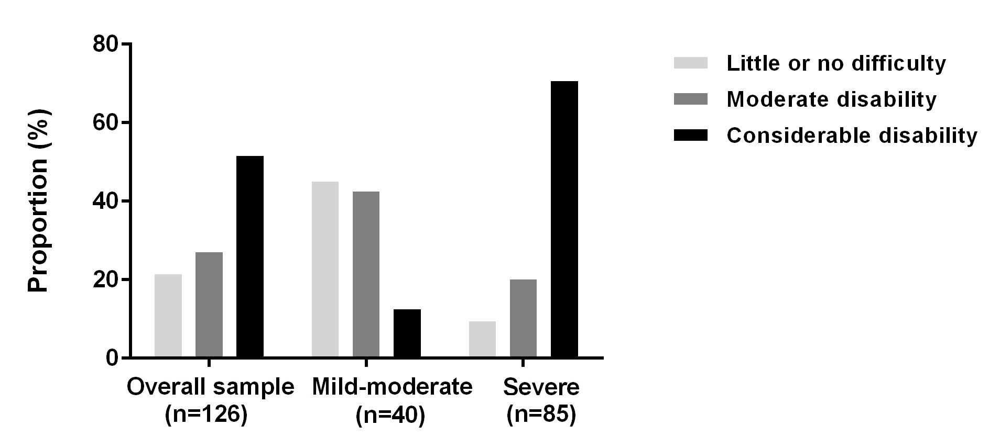 80
60
40
20
0
Proportion (%)
Overall sample
(n=126)
Mild-moderate
(n=40)
Severe
(n=85)
Little or no difficulty
Moderate disability
Considerable disability